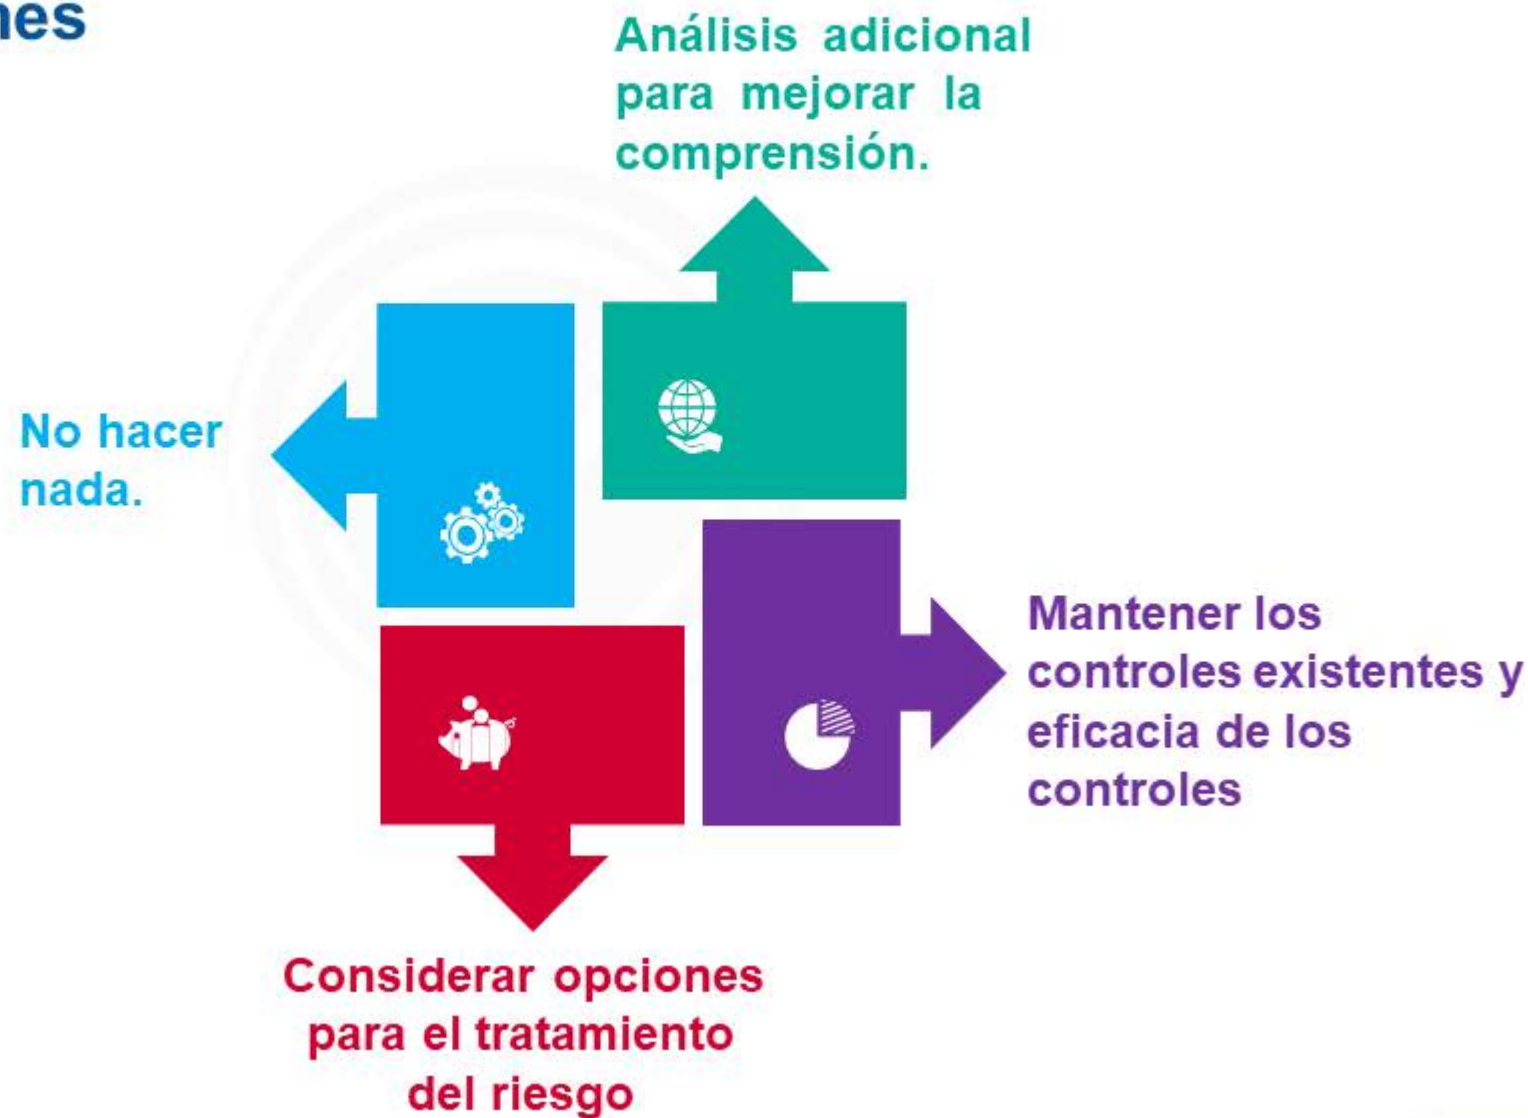 Análisis adicional
para mejorar la
comprensión.
No hacer
nada.
Mantener los
controles existentes y
eficacia de los
controles
Considerar opciones
para el tratamiento
del riesgo